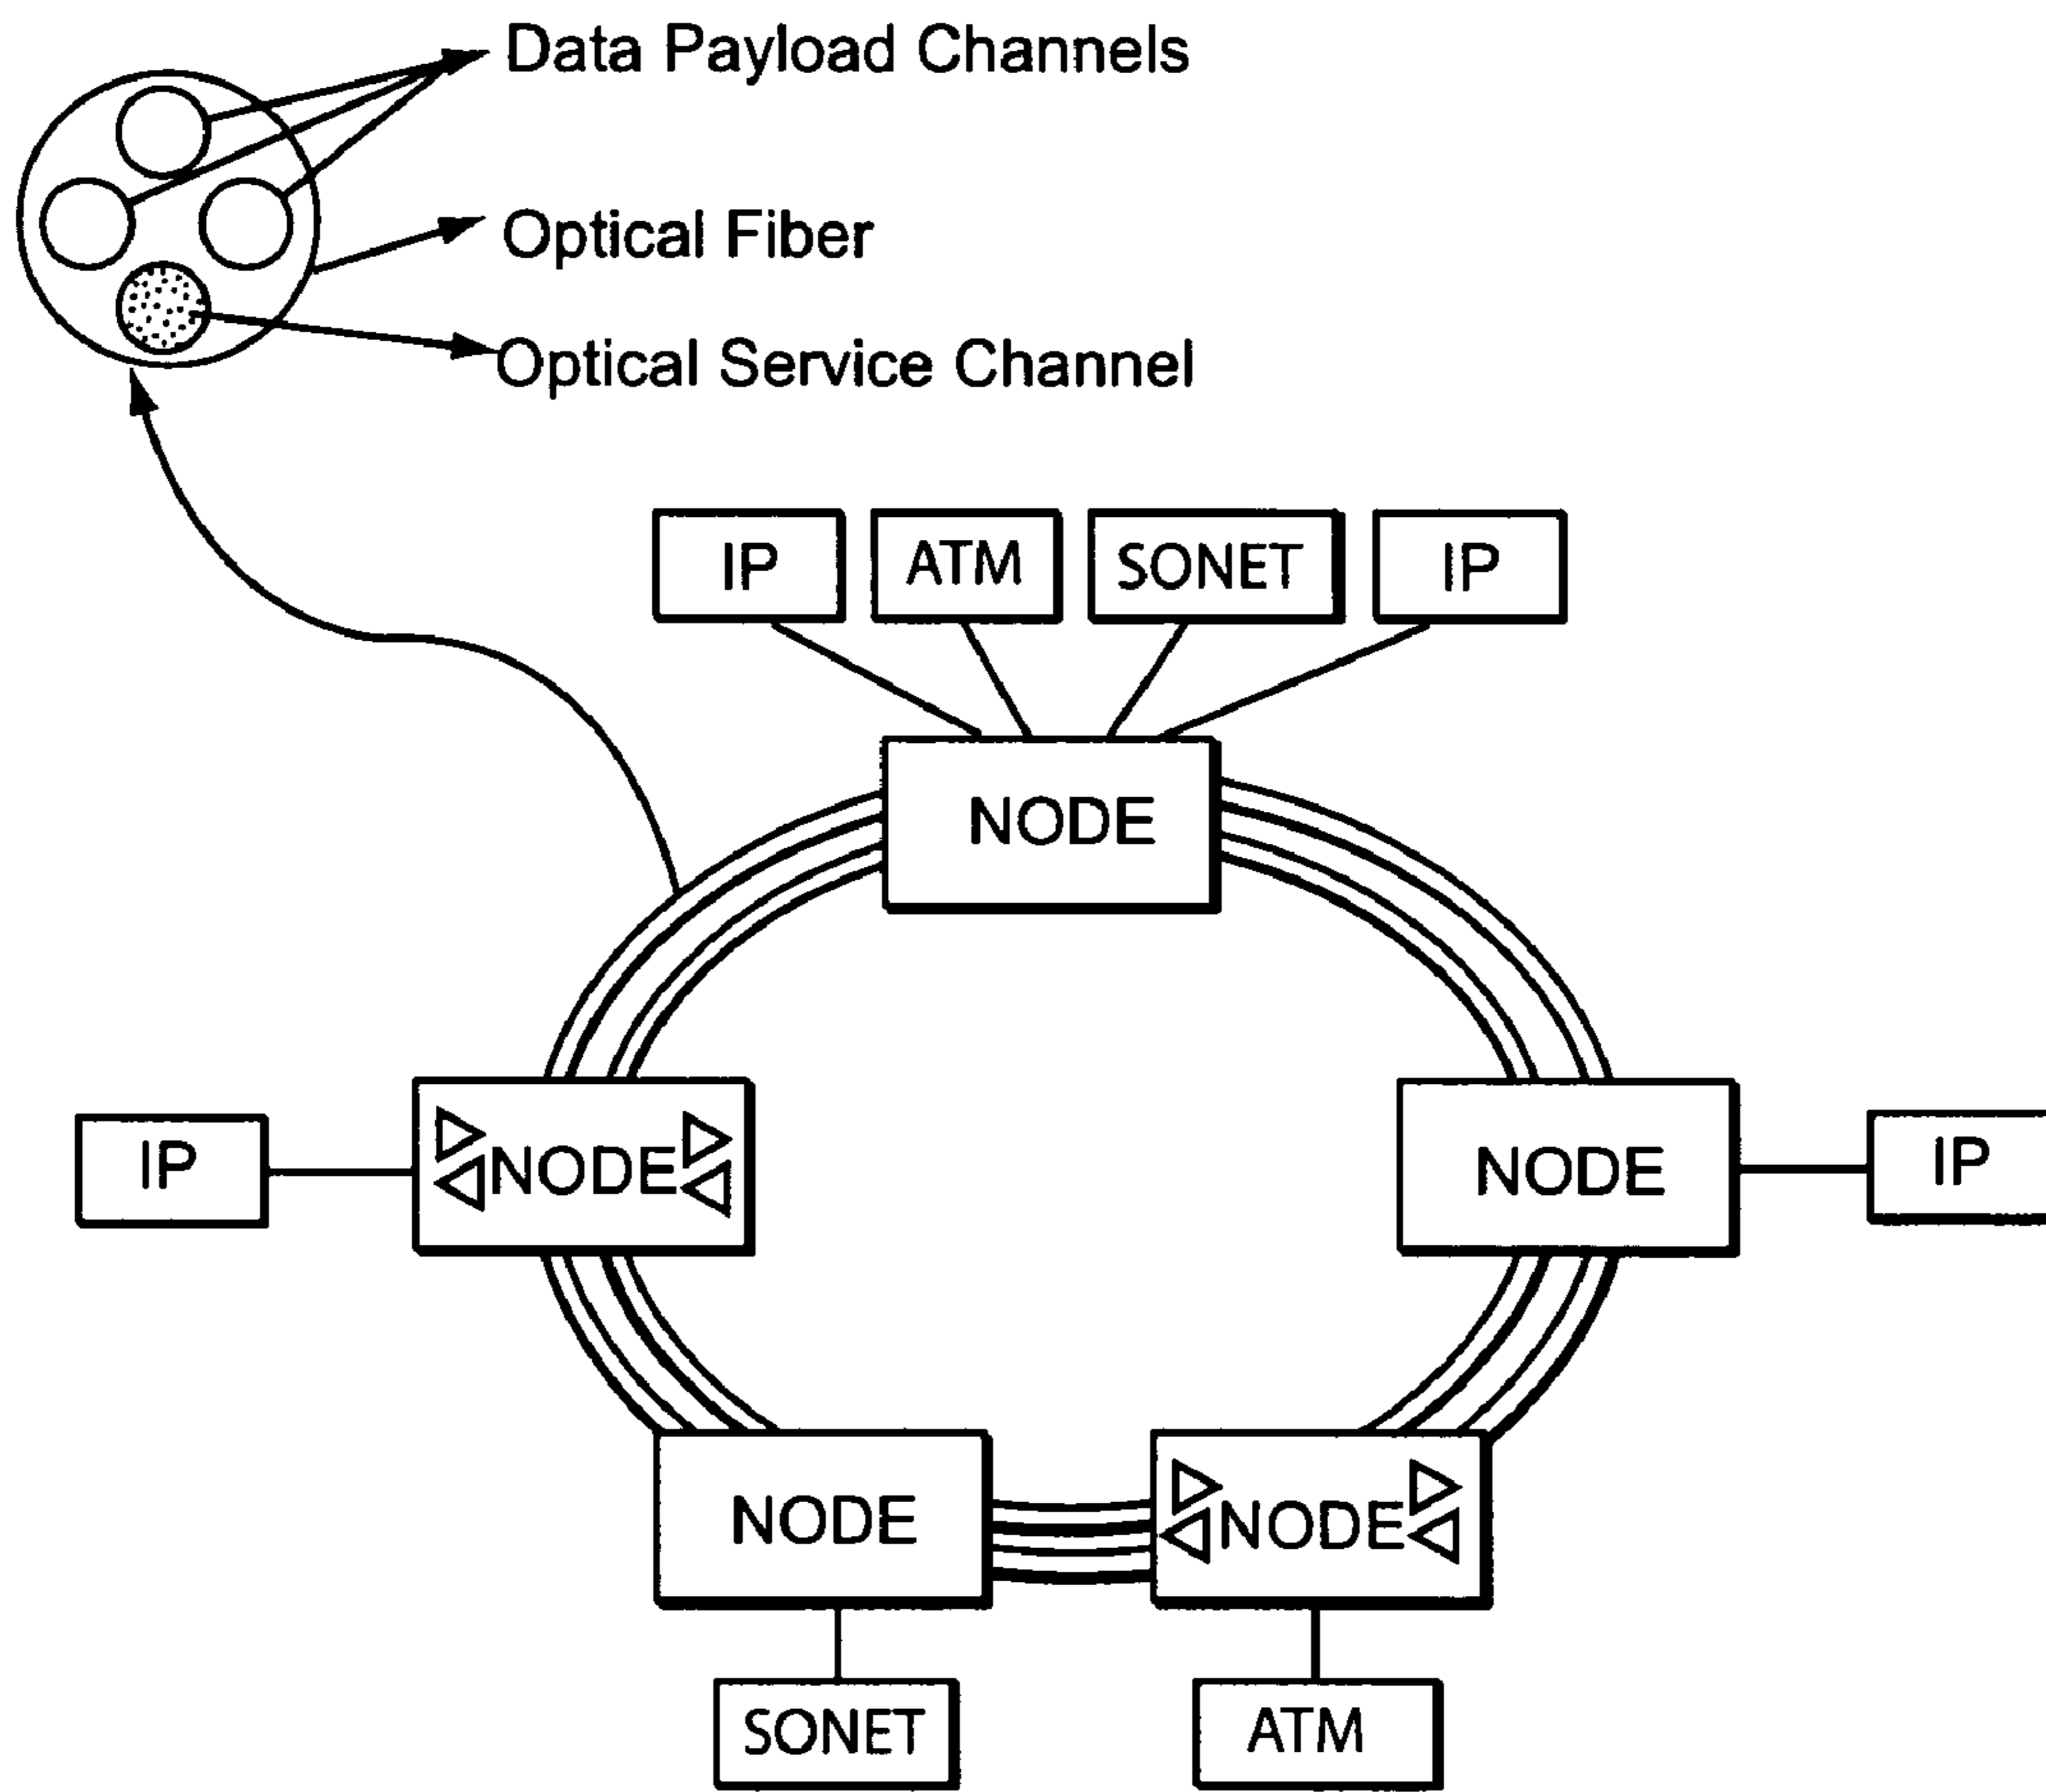 Data Payload Channels
Optical Fiber
Optical Service Channel
IP
ATM
SONET
IP
NODE
IP
NODE
NODE
IP
NODE
NODE
SONET
ATM